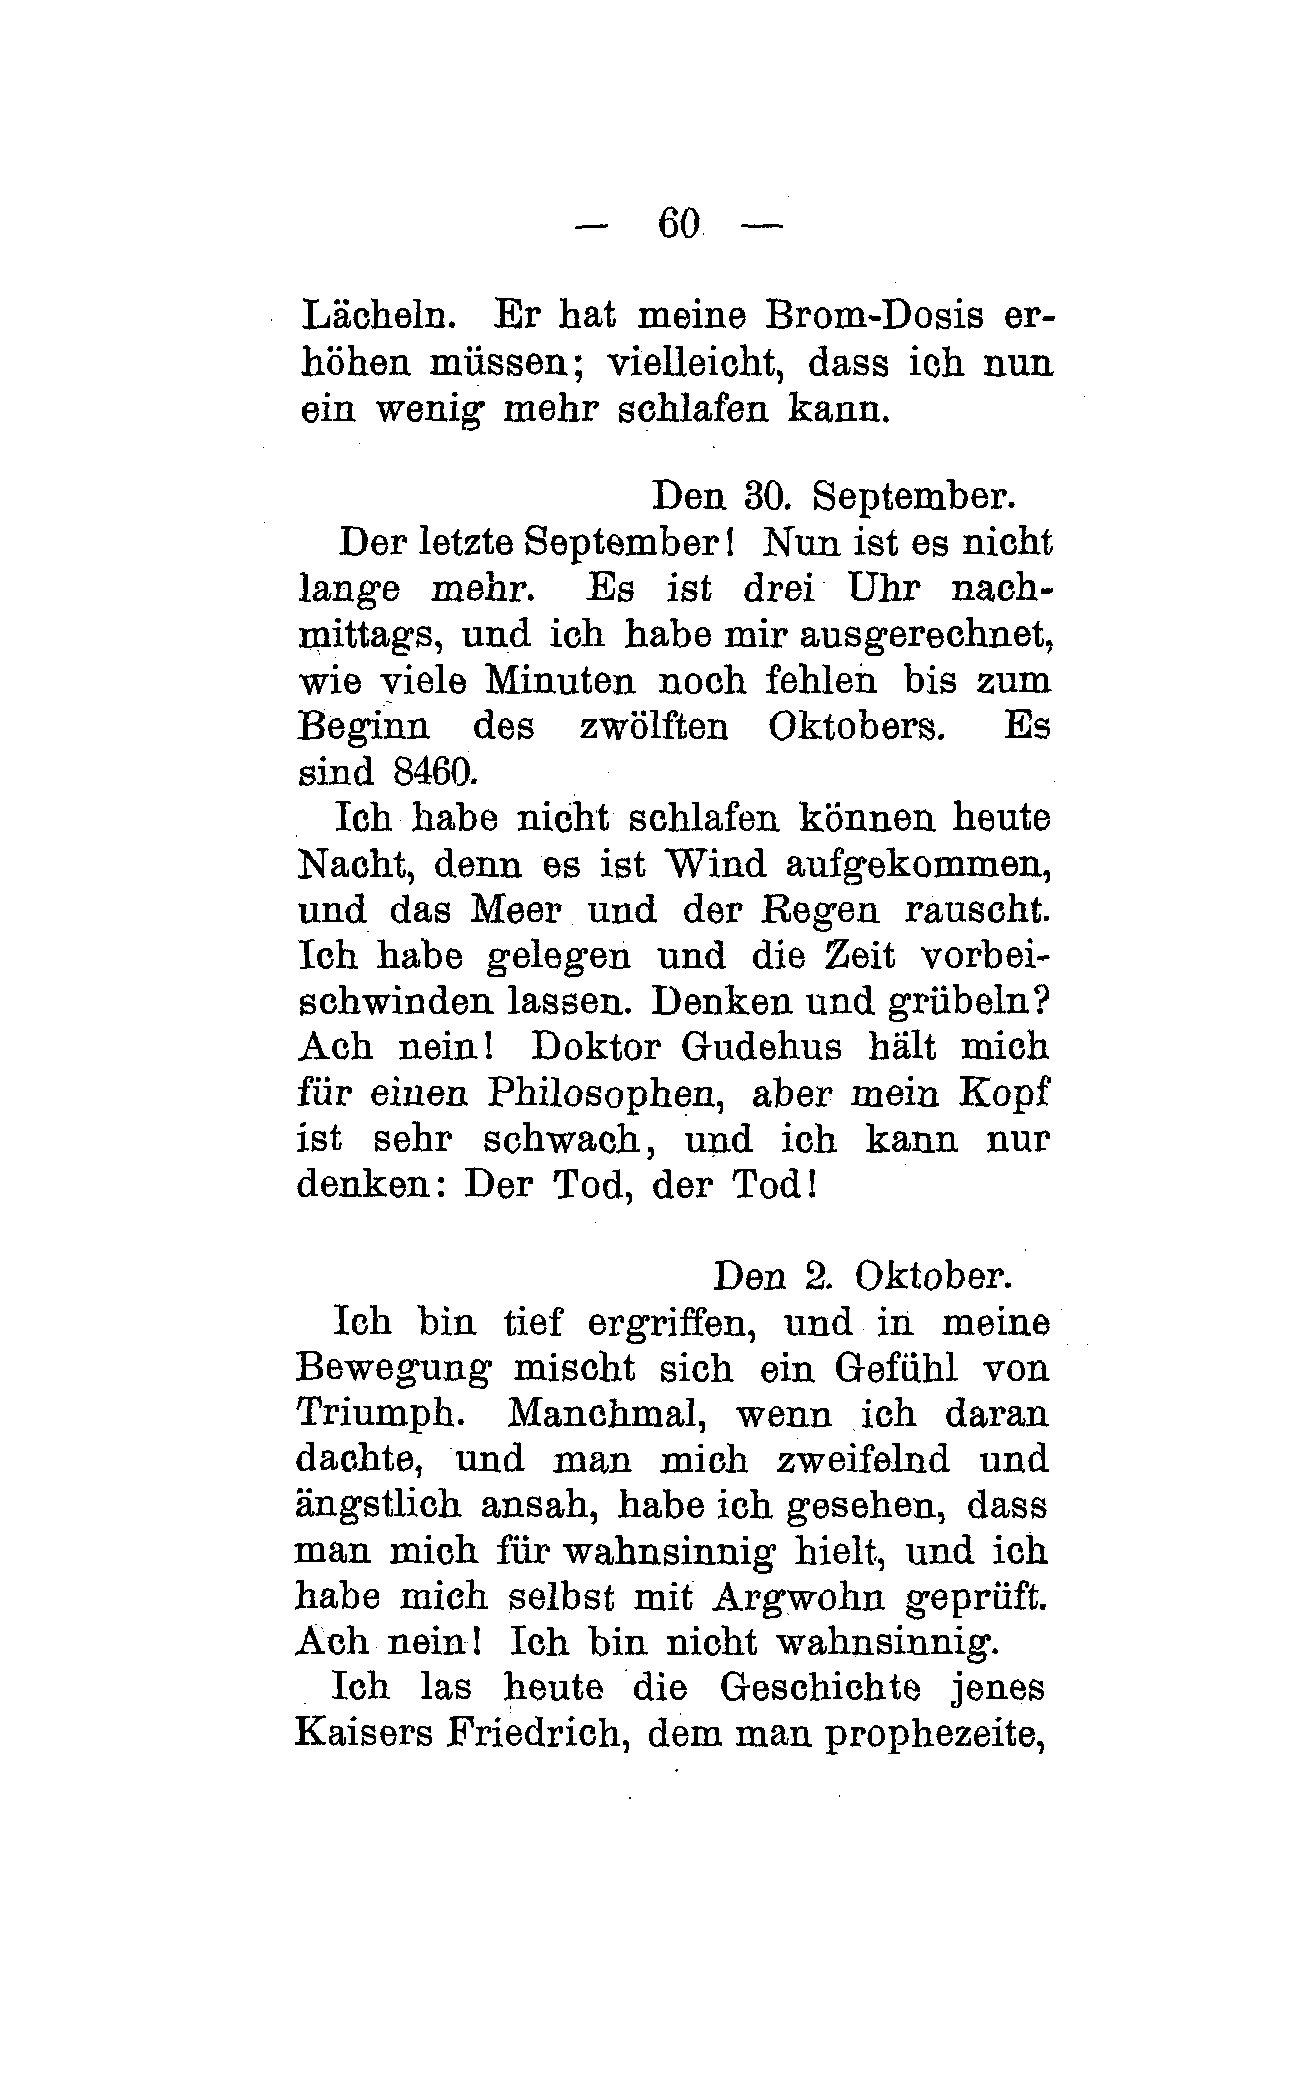 — 60 —
Lächeln. Er hat meine Brom-Dosis er-
höhen müssen; vielleicht, dass ich nun
ein wenig mehr schlafen kann.
Den 30. September.
Der letzte September! Nun ist es nicht
lange mehr. Es ist drei Uhr nach-
mittags, und ich habe mir ausgerechnet,
wie viele Minuten noch fehlen bis zum
Beginn des zwölften Oktobers. Es
sind 8460.
Ich habe nicht schlafen können heute
Nacht, denn es ist Wind aufgekommen,
und das Meer und der Regen rauscht.
Ich habe gelegen und die Zeit vorbei-
schwinden lassen. Denken und grübeln?
Ach nein! Doktor Gudehus hält mich
für einen Philosophen, aber mein Kopf
ist sehr schwach, und ich kann nur
denken: Der Tod, der Tod!
Den 2. Oktober.
Ich bin tief ergriffen, und in meine
Bewegung mischt sich ein Gefühl von
Triumph. Manchmal, wenn ich daran
dachte, und man mich zweifelnd und
ängstlich ansah, habe ich gesehen, dass
man mich für wahnsinnig hielt, und ich
habe mich selbst mit Argwohn geprüft.
Ach nein! Ich bin nicht wahnsinnig.
Ich las heute die Geschichte jenes
Kaisers Friedrich, dem man prophezeite,